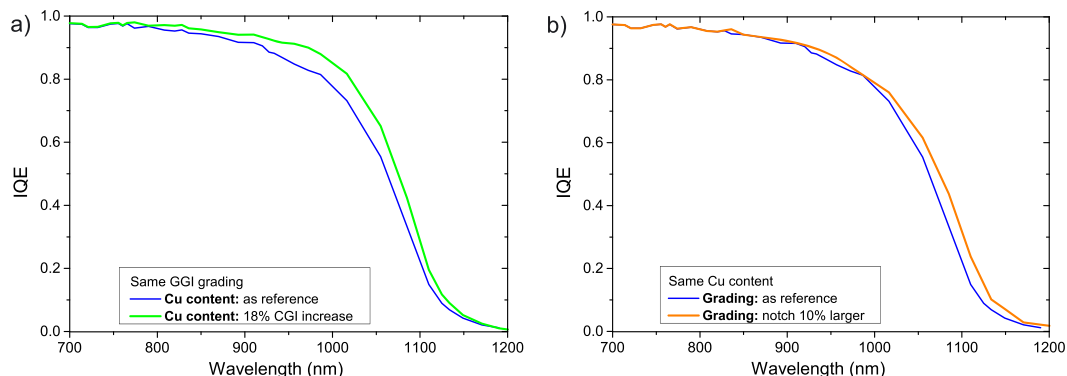 a)
1.0
0.8
0.6
0.4
0.2
0.0
IQE
700 800 900 1000 1100 1200
Wavelength (nm)
Same GGI grading
Cu content: as reference
Cu content: 18% CGI increase
b)
1.0
0.8
0.6
0.4
0.2
0.0
IQE
700 800 900 1000 1100 1200
Wavelength (nm)
Same Cu content
Grading: as reference
Grading: notch 10% larger